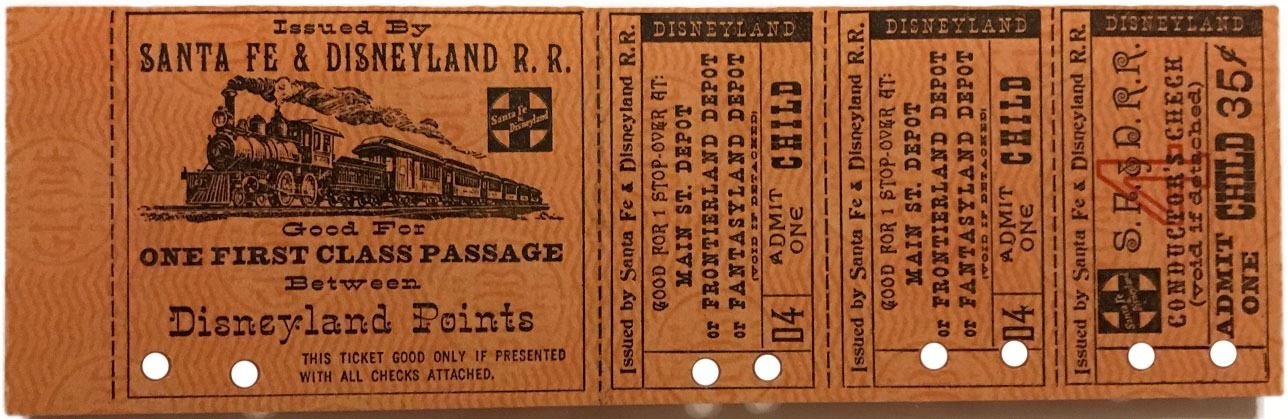 Issued By
SANTA FE & DISNEYLAND R. R.
Santa Fe
&
Disneyland
Good For
ONE FIRST CLASS PASSAGE
Between
Disneyland Points
THIS TICKET GOOD ONLY IF PRESENTED
WITH ALL CHECKS ATTACHED.
Issued by Santa Fe & Disneyland R. R.
DISNEYLAND
GOOD FOR 1 STOP-OVER AT:
MAIN ST. DEPOT
or FRONTIERLAND DEPOT
or FANTASYLAND DEPOT
(VOID IF DETACHED)
ADMIT
ONE
CHILD
D4
Issued by Santa Fe & Disneyland R. R.
DISNEYLAND
GOOD FOR 1 STOP-OVER AT:
MAIN ST. DEPOT
or FRONTIERLAND DEPOT
or FANTASYLAND DEPOT
(VOID IF DETACHED)
ADMIT
ONE
CHILD
D4
Issued by Santa Fe & Disneyland R. R.
DISNEYLAND
Santa Fe
&
Disneyland
S. F. & D. R. R.
CONDUCTOR'S CHECK
(void if detached)
ADMIT CHILD 35¢
ONE